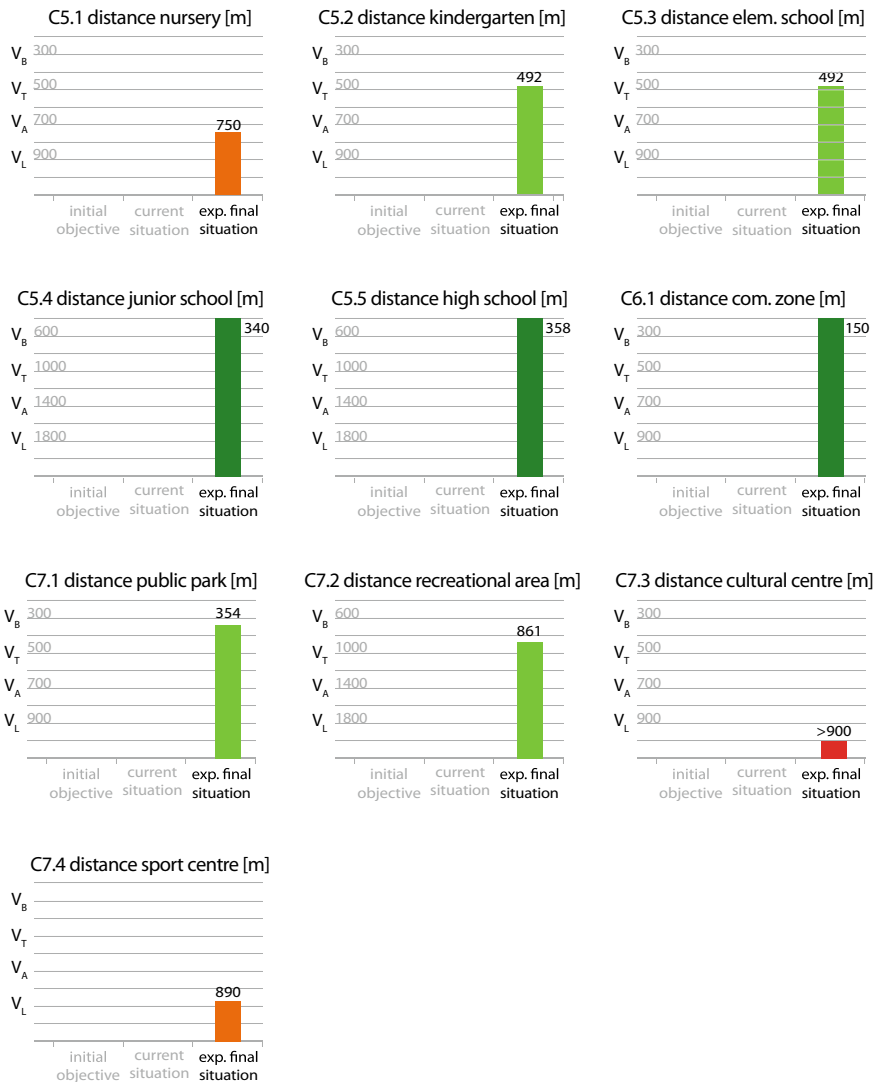 C5.1 distance nursery [m]
V_B 300
V_T 500
V_A 700
V_L 900
750
initial objective
current situation
exp. final situation
C5.2 distance kindergarten [m]
V_B 300
V_T 500
V_A 700
V_L 900
492
initial objective
current situation
exp. final situation
C5.3 distance elem. school [m]
V_B 300
V_T 500
V_A 700
V_L 900
492
initial objective
current situation
exp. final situation
C5.4 distance junior school [m]
V_B 600
V_T 1000
V_A 1400
V_L 1800
340
initial objective
current situation
exp. final situation
C5.5 distance high school [m]
V_B 600
V_T 1000
V_A 1400
V_L 1800
358
initial objective
current situation
exp. final situation
C6.1 distance com. zone [m]
V_B 300
V_T 500
V_A 700
V_L 900
150
initial objective
current situation
exp. final situation
C7.1 distance public park [m]
V_B 300
V_T 500
V_A 700
V_L 900
354
initial objective
current situation
exp. final situation
C7.2 distance recreational area [m]
V_B 600
V_T 1000
V_A 1400
V_L 1800
861
initial objective
current situation
exp. final situation
C7.3 distance cultural centre [m]
V_B 300
V_T 500
V_A 700
V_L 900
>900
initial objective
current situation
exp. final situation
C7.4 distance sport centre [m]
V_B
V_T
V_A
V_L
890
initial objective
current situation
exp. final situation